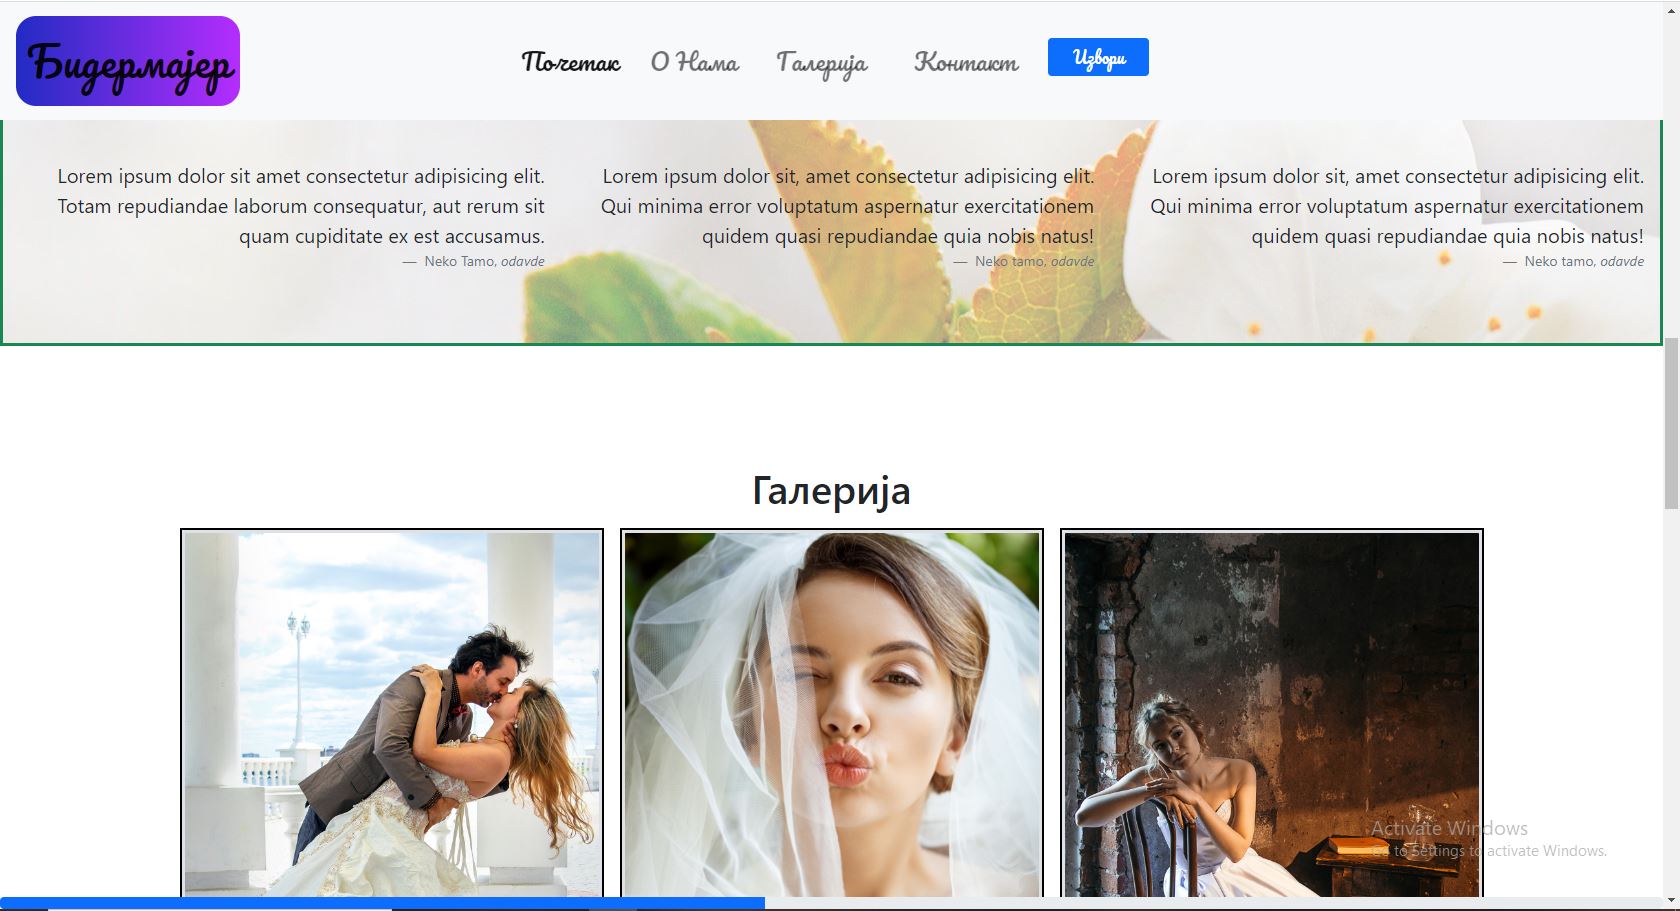 Бидермајер
Почетак
О Нама
Галерија
Контакт
Извори
Lorem ipsum dolor sit amet consectetur adipisicing elit.
Totam repudiandae laborum consequatur, aut rerum sit
quam cupiditate ex est accusamus.
— Neko Tamo, odavde
Lorem ipsum dolor sit, amet consectetur adipisicing elit.
Qui minima error voluptatum aspernatur exercitationem
quidem quasi repudiandae quia nobis natus!
— Neko tamo, odavde
Lorem ipsum dolor sit, amet consectetur adipisicing elit.
Qui minima error voluptatum aspernatur exercitationem
quidem quasi repudiandae quia nobis natus!
— Neko tamo, odavde
Галерија
Activate Windows
Go to Settings to activate Windows.